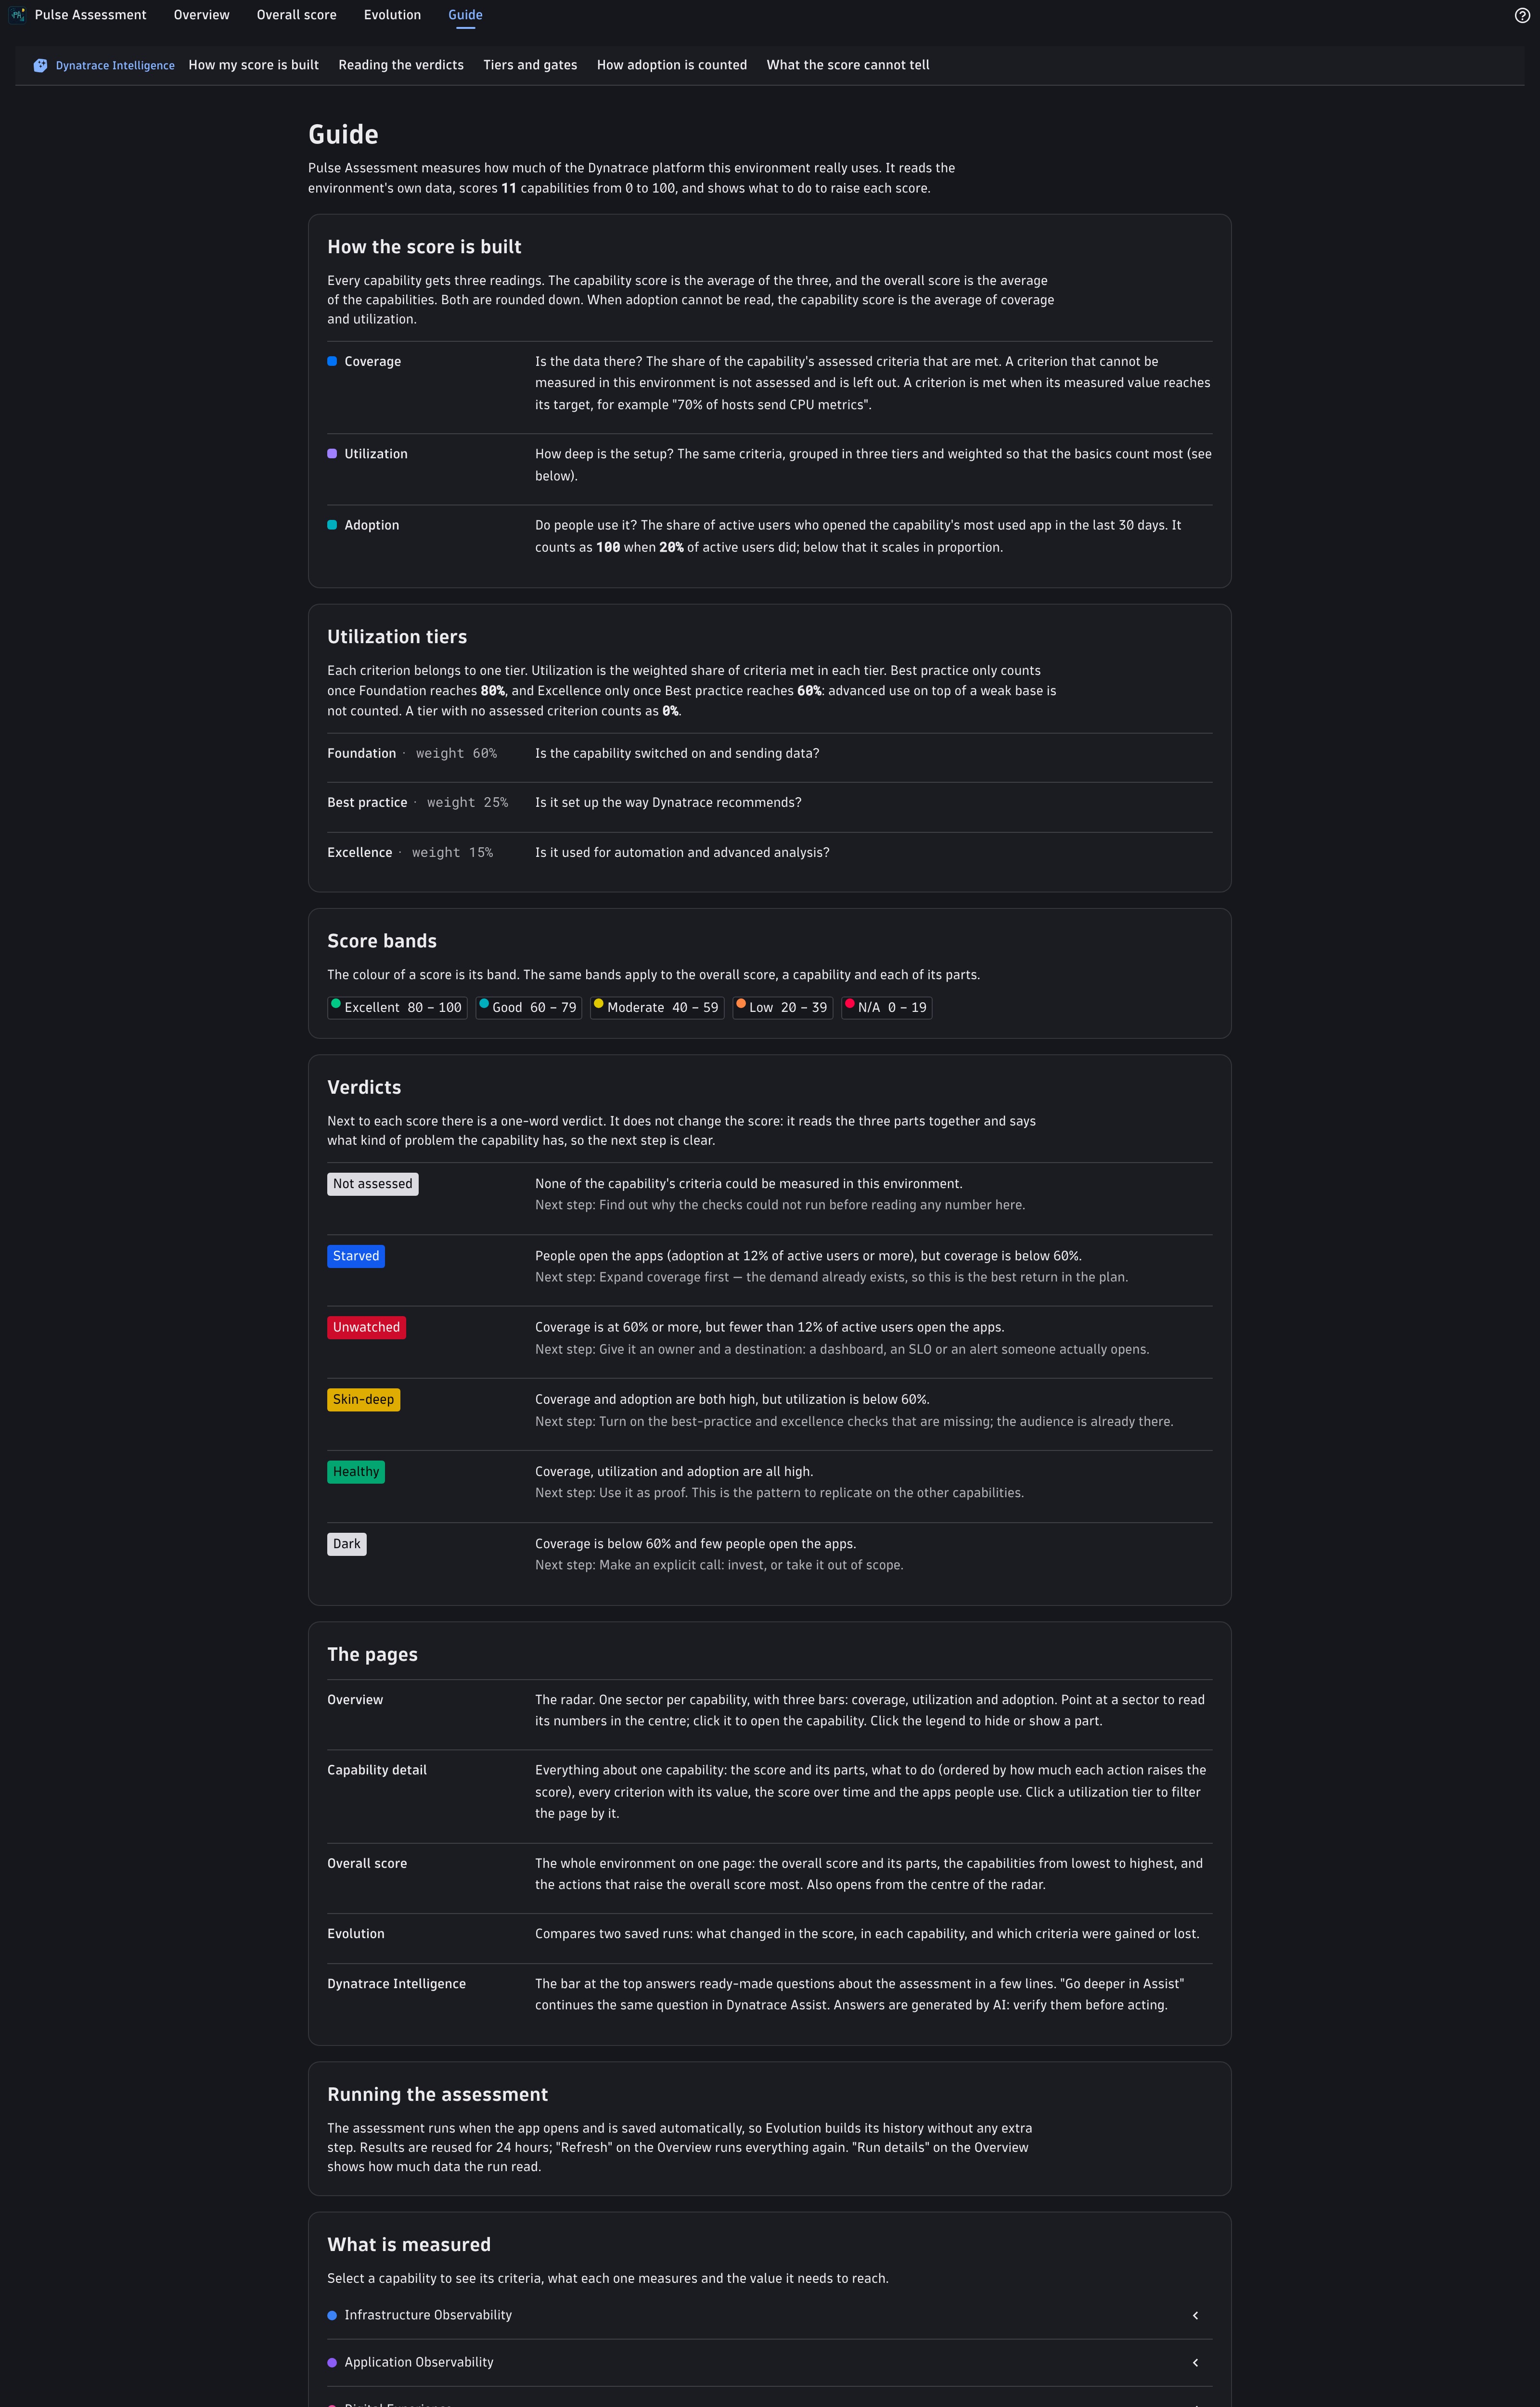 Pulse Assessment Overview Overall score Evolution Guide
Dynatrace Intelligence How my score is built Reading the verdicts Tiers and gates How adoption is counted What the score cannot tell
Guide
Pulse Assessment measures how much of the Dynatrace platform this environment really uses. It reads the
environment's own data, scores 11 capabilities from 0 to 100, and shows what to do to raise each score.
How the score is built
Every capability gets three readings. The capability score is the average of the three, and the overall score is the average
of the capabilities. Both are rounded down. When adoption cannot be read, the capability score is the average of coverage
and utilization.
Coverage
Is the data there? The share of the capability's assessed criteria that are met. A criterion that cannot be
measured in this environment is not assessed and is left out. A criterion is met when its measured value reaches
its target, for example "70% of hosts send CPU metrics".
Utilization
How deep is the setup? The same criteria, grouped in three tiers and weighted so that the basics count most (see
below).
Adoption
Do people use it? The share of active users who opened the capability's most used app in the last 30 days. It
counts as 100 when 20% of active users did; below that it scales in proportion.
Utilization tiers
Each criterion belongs to one tier. Utilization is the weighted share of criteria met in each tier. Best practice only counts
once Foundation reaches 80%, and Excellence only once Best practice reaches 60%: advanced use on top of a weak base is
not counted. A tier with no assessed criterion counts as 0%.
Foundation · weight 60% Is the capability switched on and sending data?
Best practice · weight 25% Is it set up the way Dynatrace recommends?
Excellence · weight 15% Is it used for automation and advanced analysis?
Score bands
The colour of a score is its band. The same bands apply to the overall score, a capability and each of its parts.
Excellent 80 – 100 Good 60 – 79 Moderate 40 – 59 Low 20 – 39 N/A 0 – 19
Verdicts
Next to each score there is a one-word verdict. It does not change the score: it reads the three parts together and says
what kind of problem the capability has, so the next step is clear.
Not assessed
None of the capability's criteria could be measured in this environment.
Next step: Find out why the checks could not run before reading any number here.
Starved
People open the apps (adoption at 12% of active users or more), but coverage is below 60%.
Next step: Expand coverage first — the demand already exists, so this is the best return in the plan.
Unwatched
Coverage is at 60% or more, but fewer than 12% of active users open the apps.
Next step: Give it an owner and a destination: a dashboard, an SLO or an alert someone actually opens.
Skin-deep
Coverage and adoption are both high, but utilization is below 60%.
Next step: Turn on the best-practice and excellence checks that are missing; the audience is already there.
Healthy
Coverage, utilization and adoption are all high.
Next step: Use it as proof. This is the pattern to replicate on the other capabilities.
Dark
Coverage is below 60% and few people open the apps.
Next step: Make an explicit call: invest, or take it out of scope.
The pages
Overview
The radar. One sector per capability, with three bars: coverage, utilization and adoption. Point at a sector to read
its numbers in the centre; click it to open the capability. Click the legend to hide or show a part.
Capability detail
Everything about one capability: the score and its parts, what to do (ordered by how much each action raises the
score), every criterion with its value, the score over time and the apps people use. Click a utilization tier to filter
the page by it.
Overall score
The whole environment on one page: the overall score and its parts, the capabilities from lowest to highest, and
the actions that raise the overall score most. Also opens from the centre of the radar.
Evolution
Compares two saved runs: what changed in the score, in each capability, and which criteria were gained or lost.
Dynatrace Intelligence
The bar at the top answers ready-made questions about the assessment in a few lines. "Go deeper in Assist"
continues the same question in Dynatrace Assist. Answers are generated by AI: verify them before acting.
Running the assessment
The assessment runs when the app opens and is saved automatically, so Evolution builds its history without any extra
step. Results are reused for 24 hours; "Refresh" on the Overview runs everything again. "Run details" on the Overview
shows how much data the run read.
What is measured
Select a capability to see its criteria, what each one measures and the value it needs to reach.
Infrastructure Observability
Application Observability